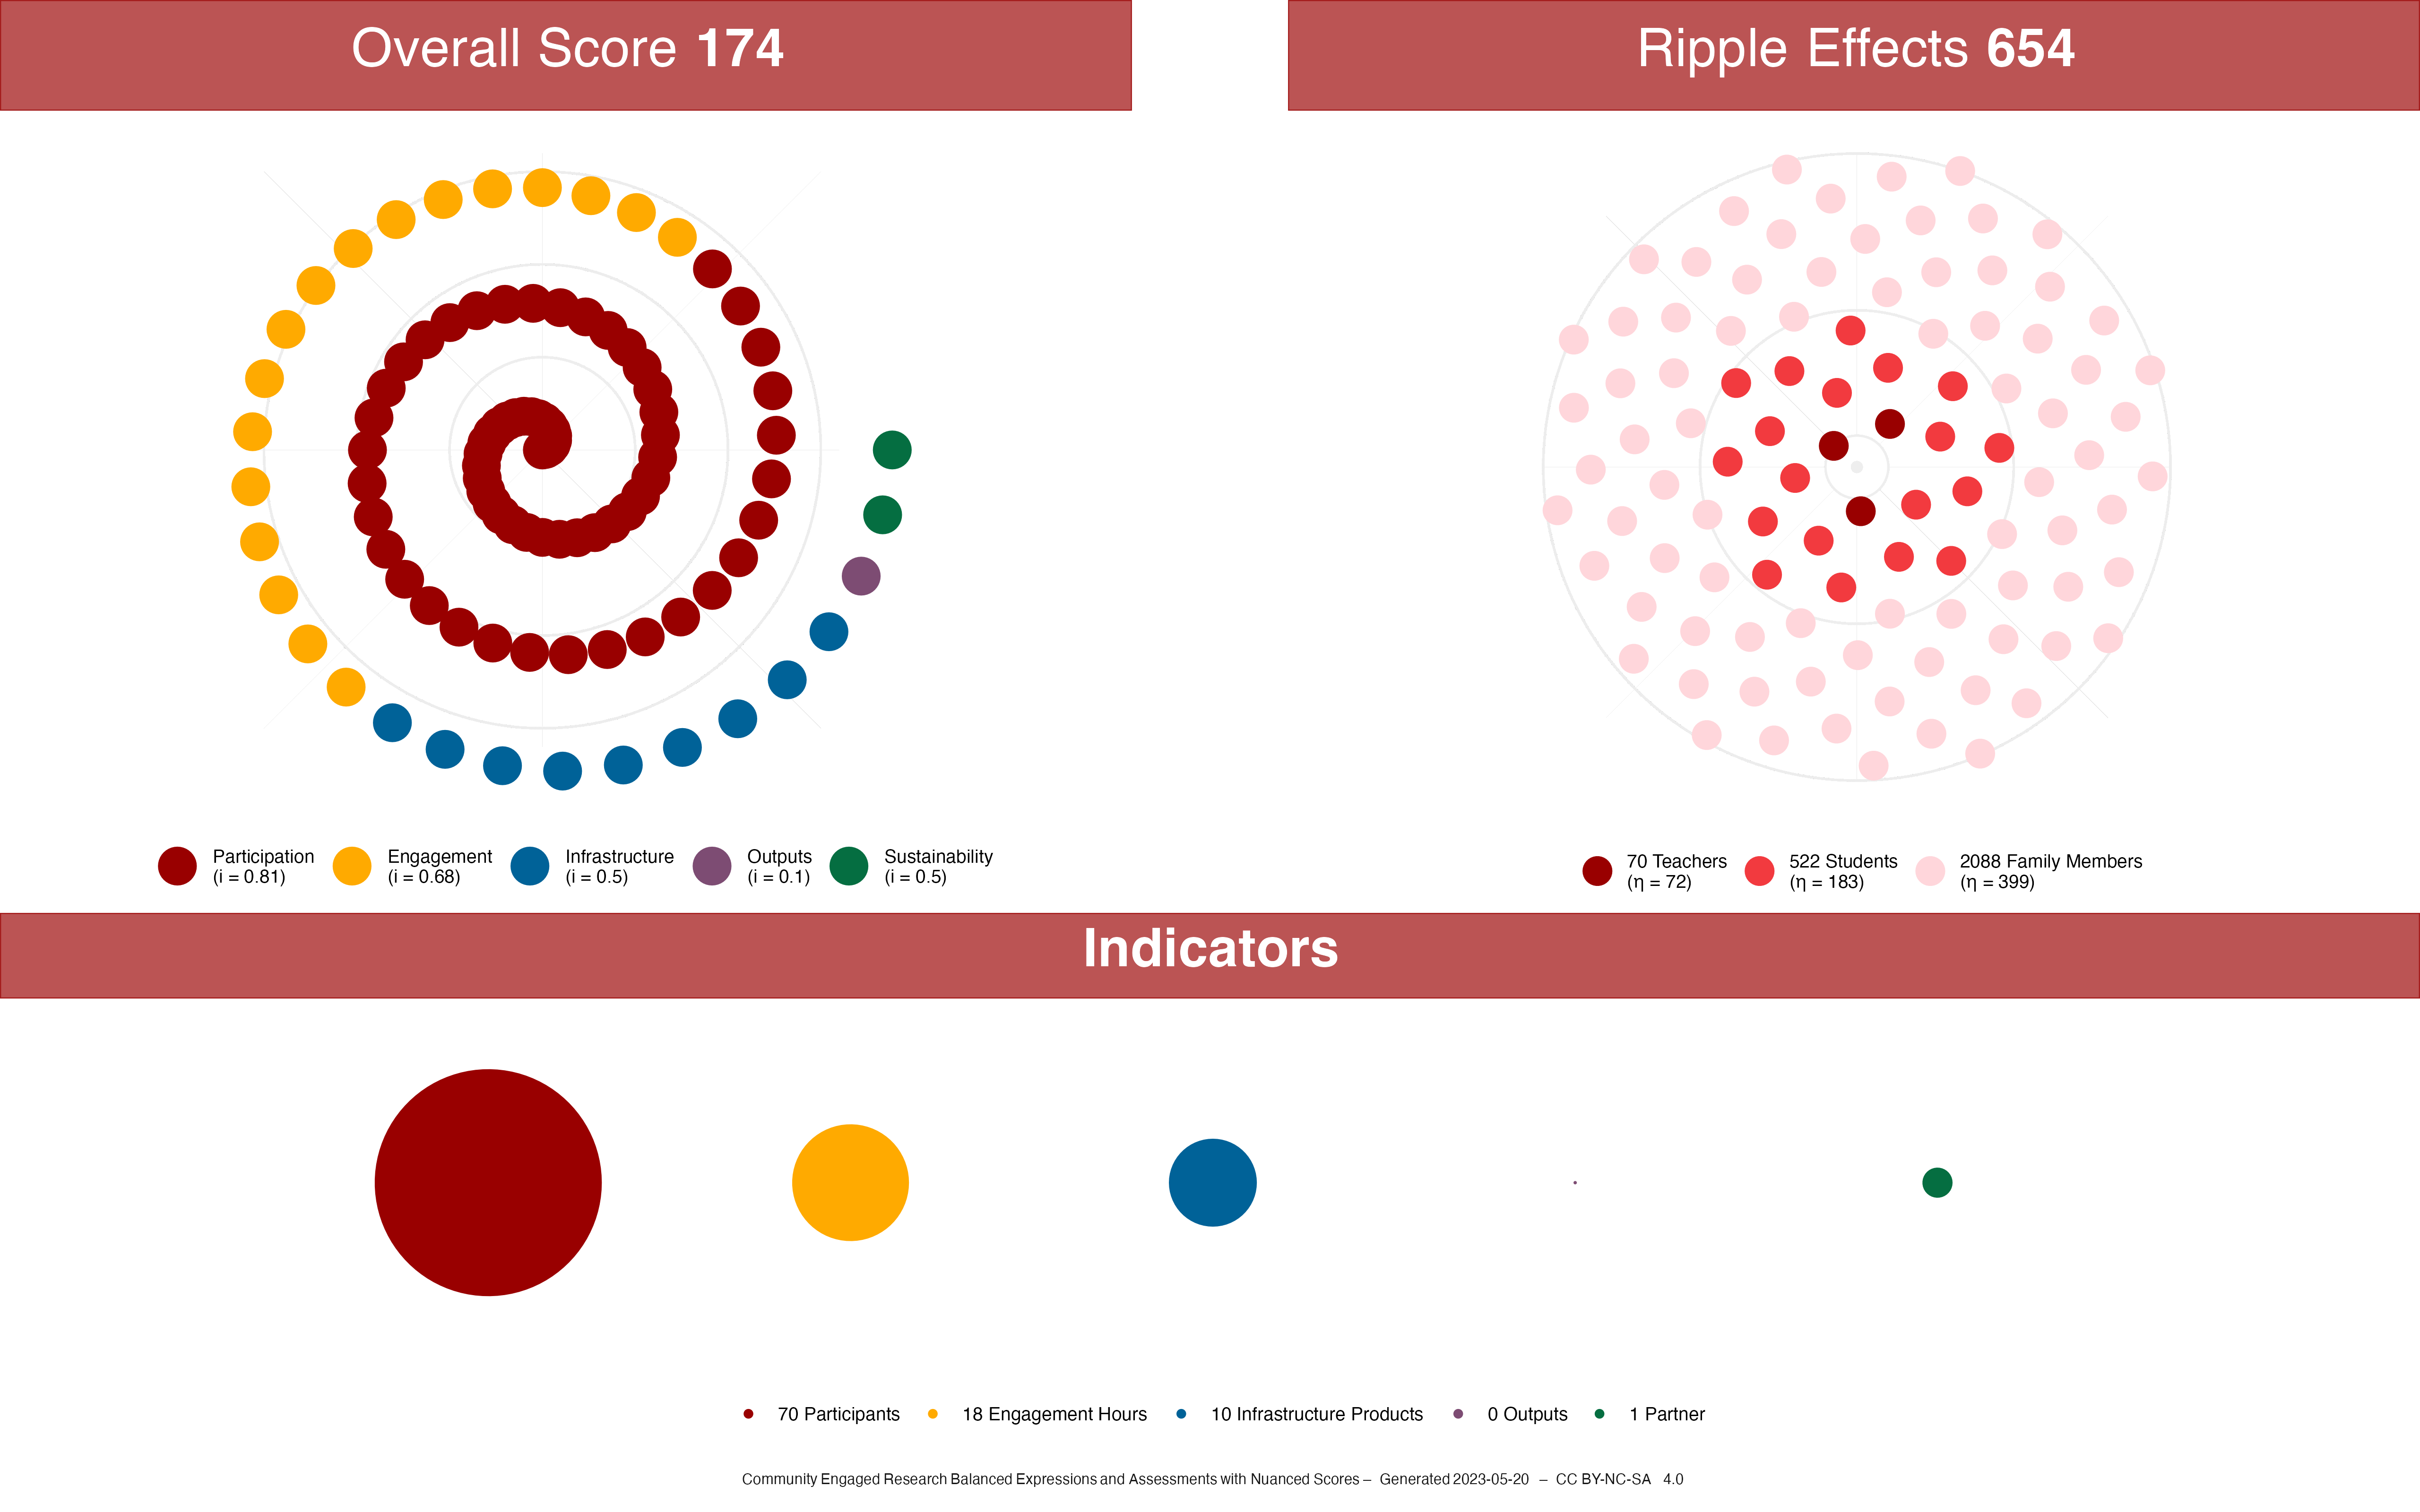 Overall Score 174
Ripple Effects 654
Participation
(i = 0.81)
Engagement
(i = 0.68)
Infrastructure
(i = 0.5)
Outputs
(i = 0.1)
Sustainability
(i = 0.5)
70 Teachers
(η = 72)
522 Students
(η = 183)
2088 Family Members
(η = 399)
Indicators
70 Participants
18 Engagement Hours
10 Infrastructure Products
0 Outputs
1 Partner
Community Engaged Research Balanced Expressions and Assessments with Nuanced Scores – Generated 2023-05-20 – CC BY-NC-SA 4.0